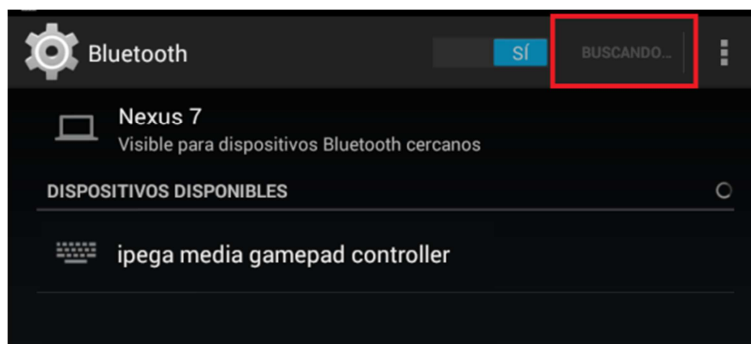 Bluetooth SÍ BUSCANDO...
Nexus 7
Visible para dispositivos Bluetooth cercanos
DISPOSITIVOS DISPONIBLES
ipega media gamepad controller